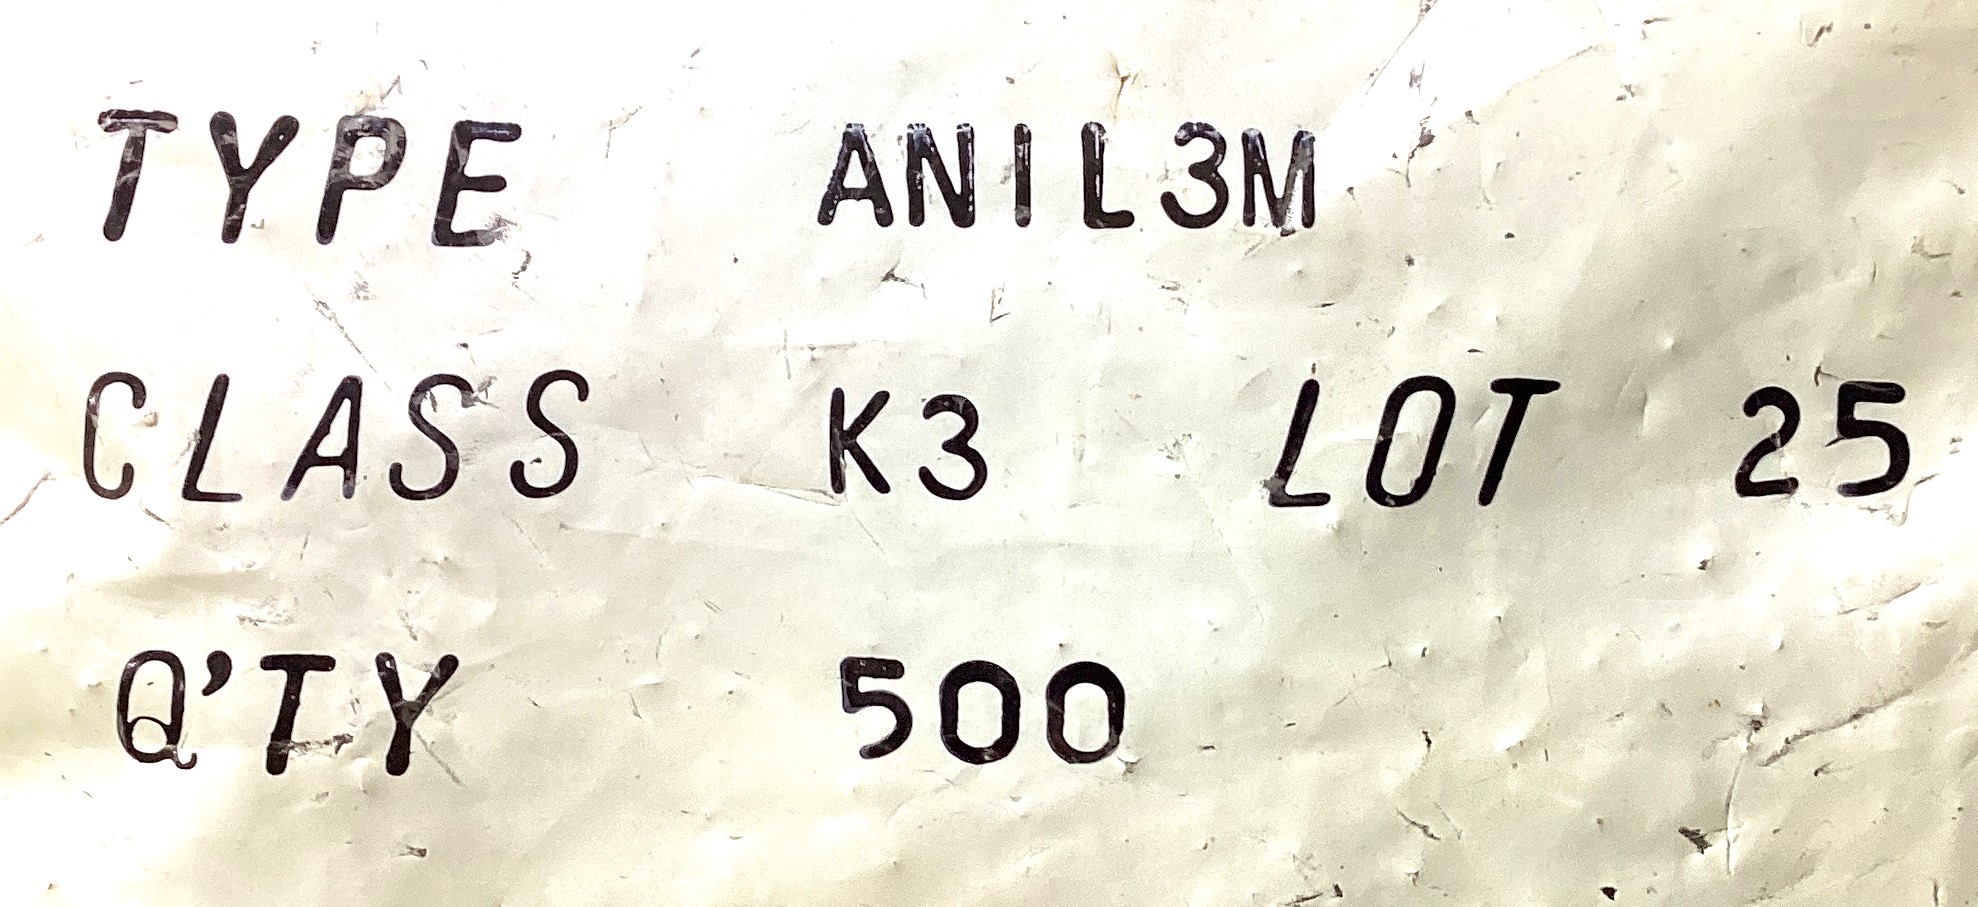 TYPE ANIL3M
CLASS K3 LOT 25
Q'TY 500